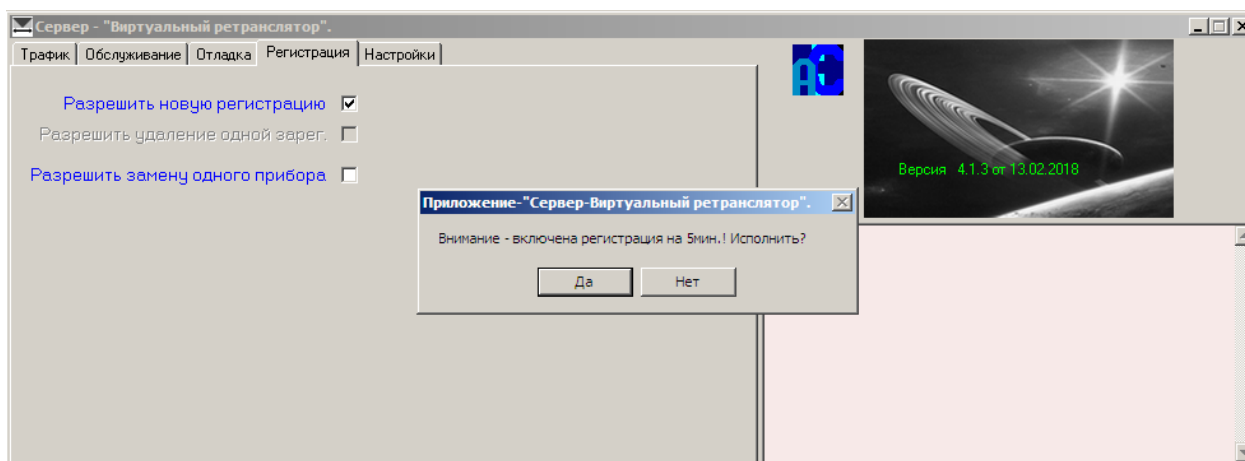 Сервер - "Виртуальный ретранслятор".
Трафик Обслуживание Отладка Регистрация Настройки
Разрешить новую регистрацию
Разрешить удаление одной зарег.
Разрешить замену одного прибора
АС
Версия 4.1.3 от 13.02.2018
Приложение-"Сервер-Виртуальный ретранслятор".
Внимание - включена регистрация на 5мин.! Исполнить?
Да Нет